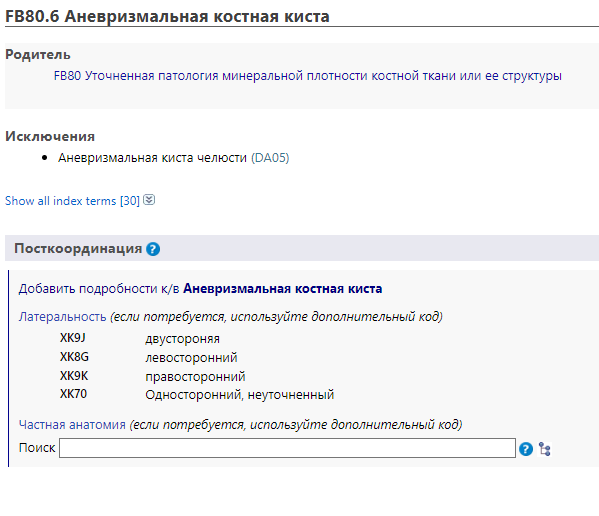 FB80.6 Аневризмальная костная киста
Родитель
FB80 Уточненная патология минеральной плотности костной ткани или ее структуры
Исключения
Аневризмальная киста челюсти (DA05)
Show all index terms [30]
Посткоординация ?
Добавить подробности к/в Аневризмальная костная киста
Латеральность (если потребуется, используйте дополнительный код)
XK9J двустороняя
XK8G левосторонний
XK9K правосторонний
XK70 Односторонний, неуточненный
Частная анатомия (если потребуется, используйте дополнительный код)
Поиск ?